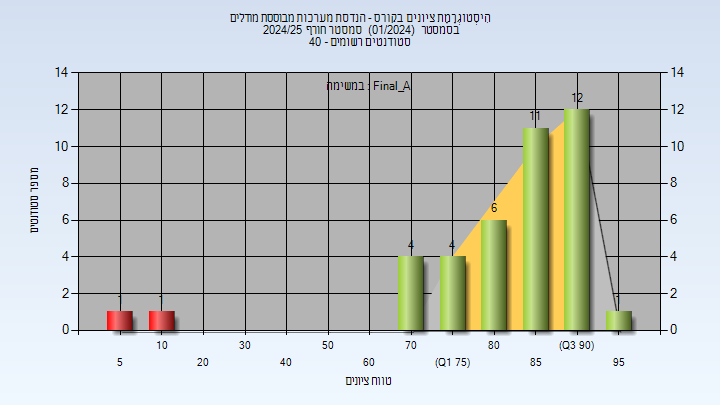 היסטוגרמת ציונים בקורס - הנדסת מערכות מבוססת מודלים
בסמסטר (01/2024) סמסטר חורף 2024/25
סטודנטים רשומים - 40
במשימה : Final_A
14 14
12 12
10 10
8 8
6 6
4 4
2 2
0 0
1 1 4 4 6 11 12 1
מספר סטודנטים
10 30 50 70 80 (Q3 90)
5 20 40 60 (Q1 75) 85 95
טווח ציונים